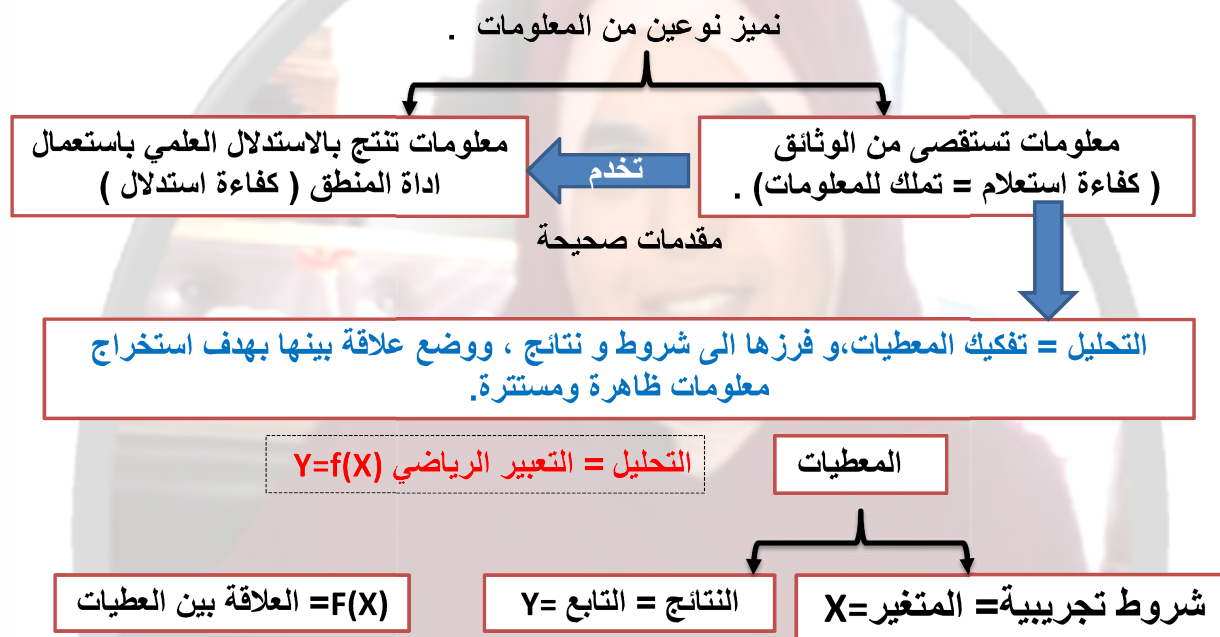 نميز نوعين من المعلومات .
معلومات تستقصى من الوثائق
( كفاءة استعلام = تملك للمعلومات) .
تخدم
معلومات تنتج بالاستدلال العلمي باستعمال
اداة المنطق ( كفاءة استدلال )
مقدمات صحيحة
التحليل = تفكيك المعطيات،و فرزها الى شروط و نتائج ، ووضع علاقة بينها بهدف استخراج
معلومات ظاهرة ومستترة.
المعطيات
التحليل = التعبير الرياضي Y=f(X)
شروط تجريبية= المتغير=X
النتائج = التابع =Y
F(X)= العلاقة بين العطيات